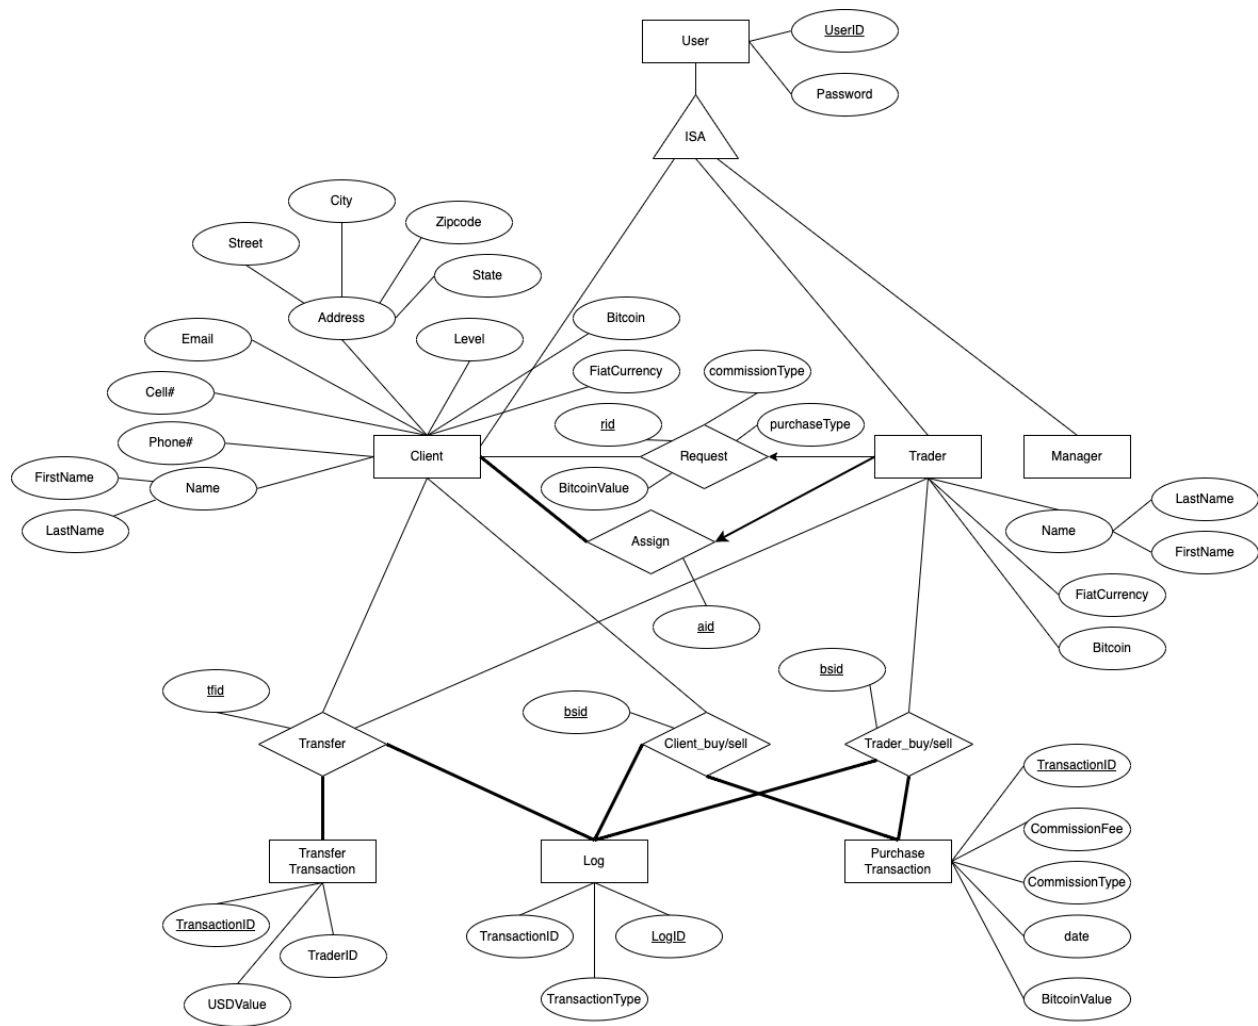 User
UserID
Password
ISA
City
Zipcode
Street
State
Address
Bitcoin
Email
Level
FiatCurrency
commissionType
Cell#
rid
purchaseType
Phone#
Client
Request
Trader
Manager
FirstName
Name
BitcoinValue
LastName
LastName
Name
Assign
FirstName
FiatCurrency
aid
Bitcoin
tfid
bsid
bsid
Transfer
Client_buy/sell
Trader_buy/sell
TransactionID
CommissionFee
Transfer
Transaction
Log
Purchase
Transaction
CommissionType
TransactionID
TraderID
TransactionID
LogID
date
USDValue
TransactionType
BitcoinValue